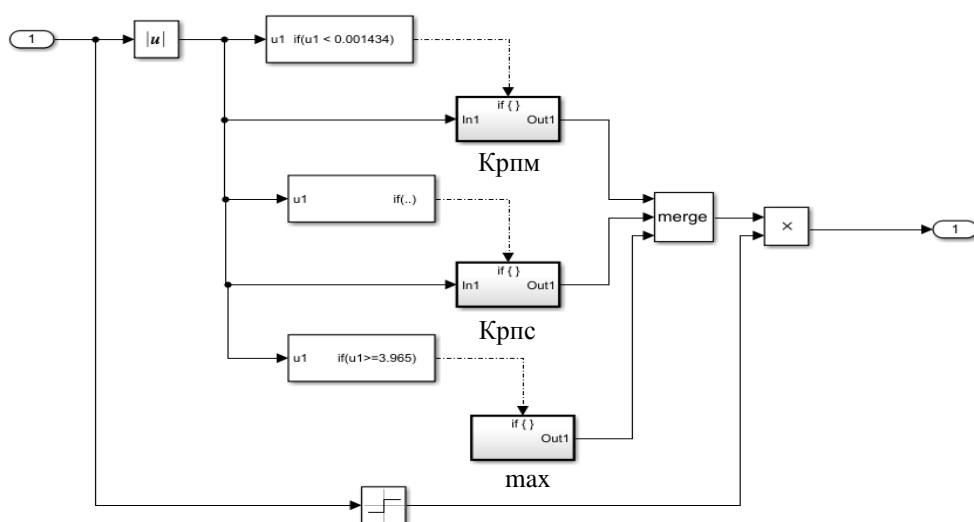 1
|u|
u1 if(u1 < 0.001434)
if { }
In1 Out1
Крпм
u1 if(..)
if { }
In1 Out1
Крпс
merge
×
1
u1 if(u1>=3.965)
if { }
Out1
max